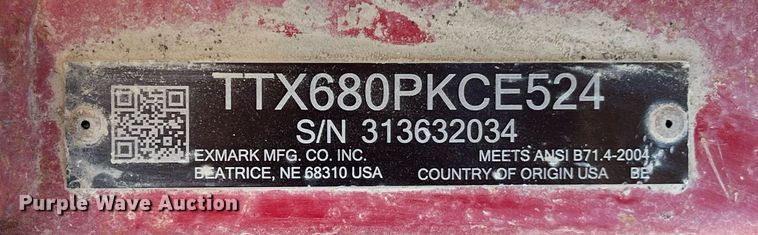 TTX680PKCE524
S/N 313632034
EXMARK MFG. CO. INC. MEETS ANSI B71.4-2004
BEATRICE, NE 68310 USA COUNTRY OF ORIGIN USA BE
Purple Wave Auction